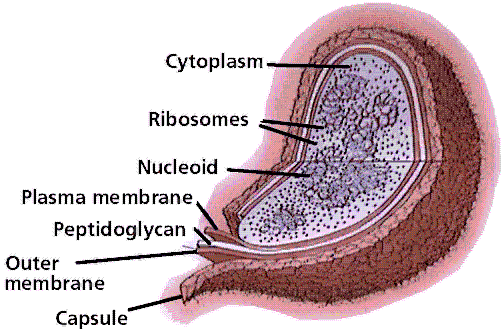 Cytoplasm
Ribosomes
Nucleoid
Plasma membrane
Peptidoglycan
Outer
membrane
Capsule